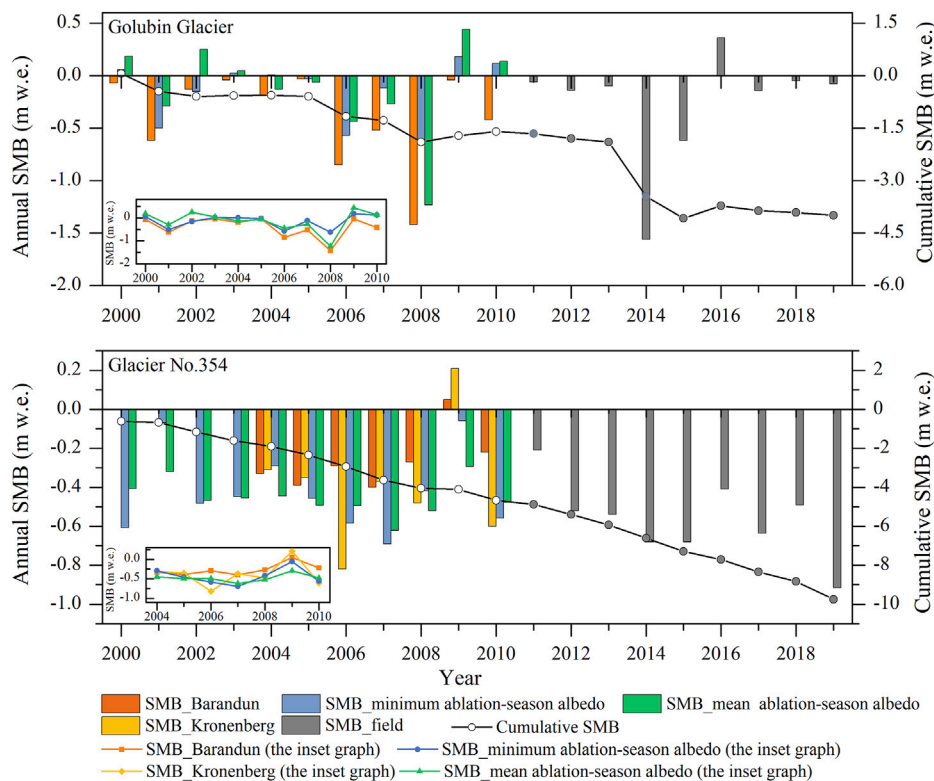 Golubin Glacier
Annual SMB (m w.e.)
0.5
0.0
-0.5
-1.0
-1.5
-2.0
Cumulative SMB (m w.e.)
1.5
0.0
-1.5
-3.0
-4.5
-6.0
SMB (m w.e.)
1
0
-1
-2
2000 2002 2004 2006 2008 2010
2000 2002 2004 2006 2008 2010 2012 2014 2016 2018
Glacier No.354
Annual SMB (m w.e.)
0.2
0.0
-0.2
-0.4
-0.6
-0.8
-1.0
Cumulative SMB (m w.e.)
2
0
-2
-4
-6
-8
-10
SMB (m w.e.)
0.0
-0.5
-1.0
2004 2006 2008 2010
2000 2002 2004 2006 2008 2010 2012 2014 2016 2018
Year
SMB_Barandun SMB_minimum ablation-season albedo SMB_mean ablation-season albedo
SMB_Kronenberg SMB_field Cumulative SMB
SMB_Barandun (the inset graph) SMB_minimum ablation-season albedo (the inset graph)
SMB_Kronenberg (the inset graph) SMB_mean ablation-season albedo (the inset graph)